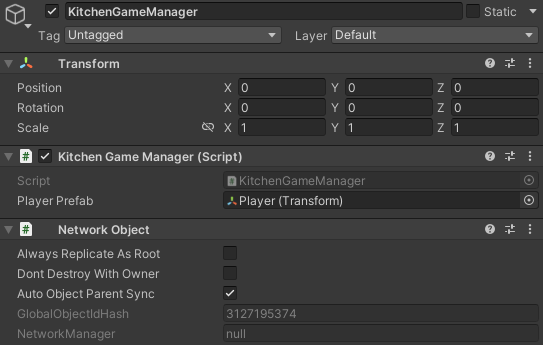 KitchenGameManager Static
Tag Untagged Layer Default
Transform
Position X 0 Y 0 Z 0
Rotation X 0 Y 0 Z 0
Scale X 1 Y 1 Z 1
# Kitchen Game Manager (Script)
Script KitchenGameManager
Player Prefab Player (Transform)
# Network Object
Always Replicate As Root
Dont Destroy With Owner
Auto Object Parent Sync
GlobalObjectIdHash 3127195374
NetworkManager null